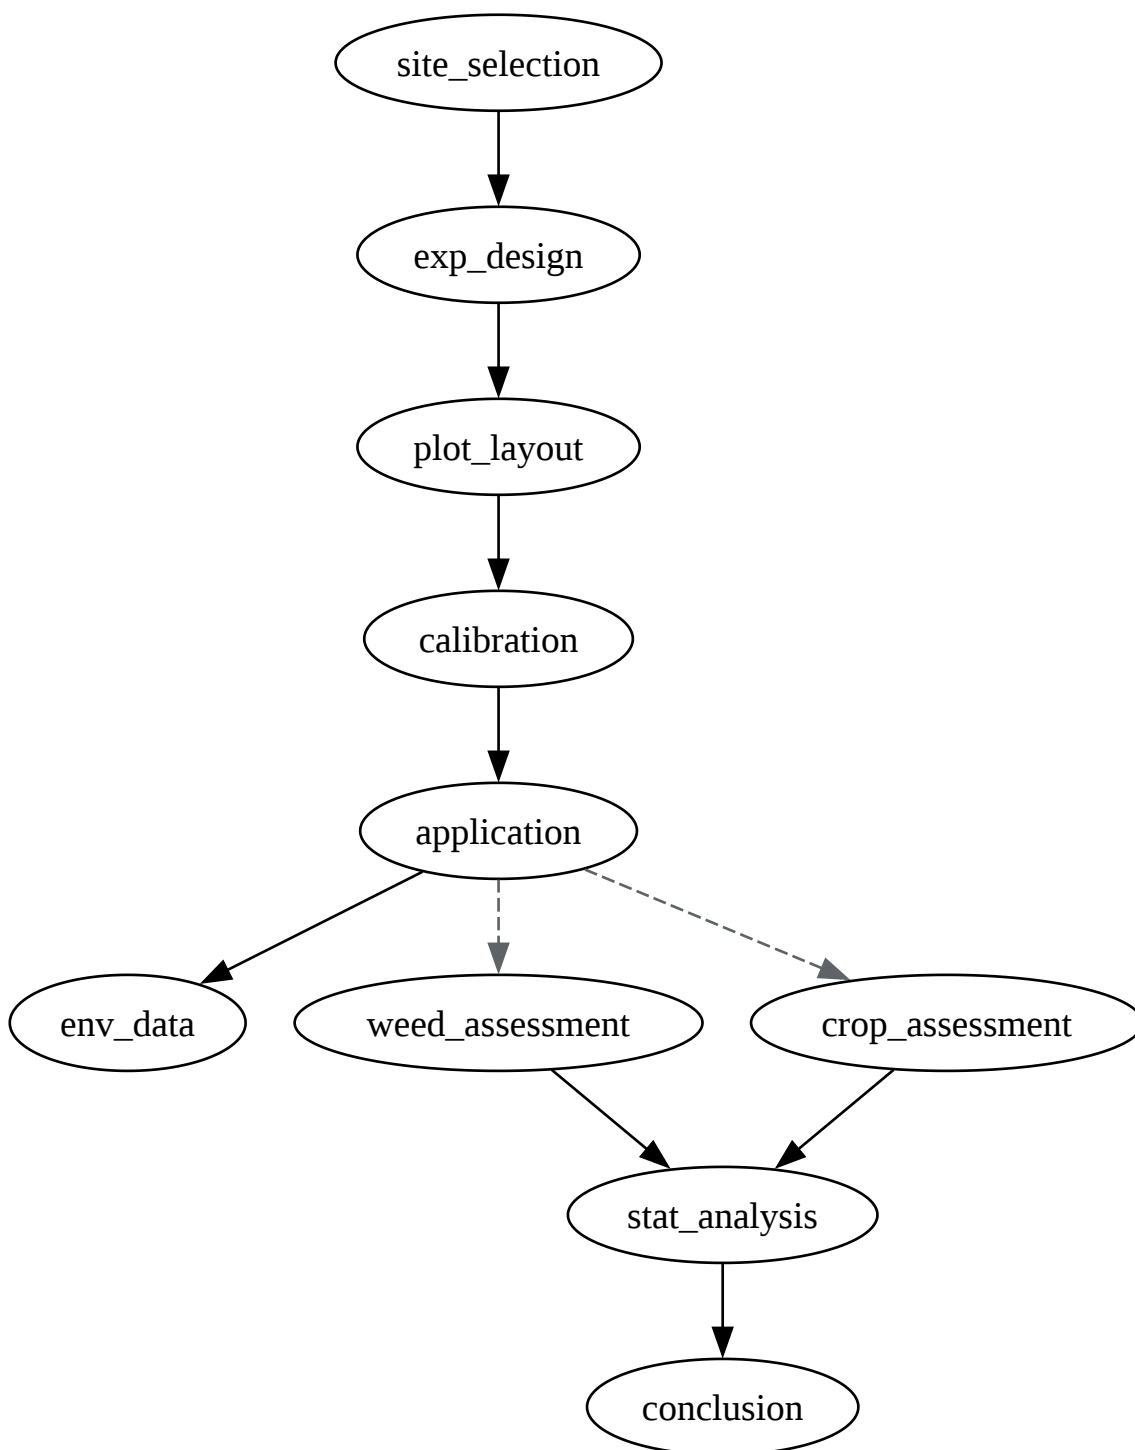 site_selection
exp_design
plot_layout
calibration
application
env_data
weed_assessment
crop_assessment
stat_analysis
conclusion